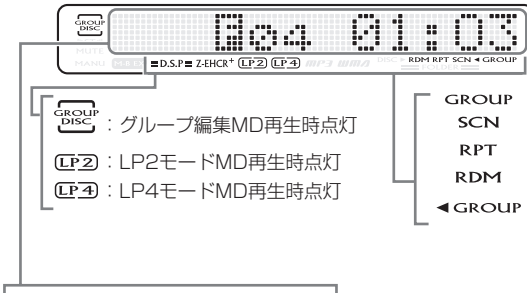 GROUP
DISC
F04 01:03
MUTE
MANU
D.S.P Z-EHCR+ LP2 LP4 MP3 WMA DISC ► RDM RPT SCN ◄ GROUP
FOLDER
GROUP
DISC
：グループ編集MD再生時点灯
LP2：LP2モードMD再生時点灯
LP4：LP4モードMD再生時点灯
GROUP
SCN
RPT
RDM
◄GROUP